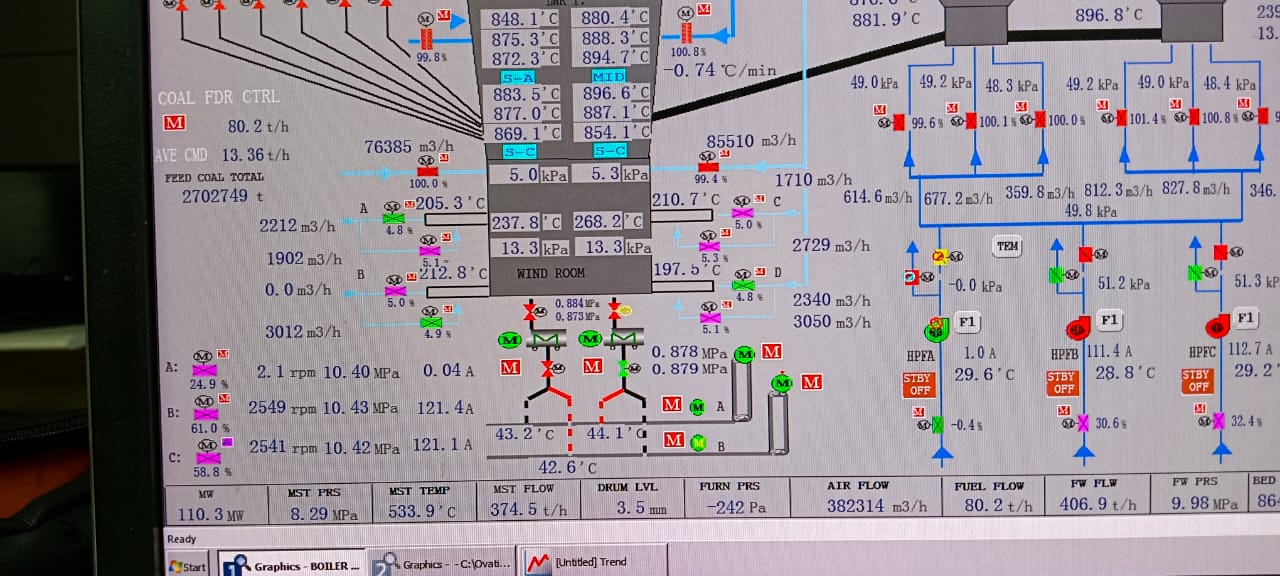 848.1'C 880.4'C
881.9'C
896.8'C
875.3'C 888.3'C
99.8%
872.3'C 894.7'C
100.8%
-0.74 ℃/min
S-A MID
883.5'C 896.6'C
49.0 kPa 49.2 kPa 48.3 kPa 49.2 kPa 49.0 kPa 48.4 kPa
COAL FDR CTRL
877.0'C 887.1'C
M 80.2 t/h
869.1'C 854.1'C
99.6% 100.1% 100.0% 101.4% 100.8%
AVE CMD 13.36 t/h
76385 m3/h
S-C S-C
85510 m3/h
FEED COAL TOTAL
100.0 %
5.0 kPa 5.3 kPa
99.4 %
1710 m3/h
2702749 t
614.6 m3/h 677.2 m3/h 359.8 m3/h 812.3 m3/h 827.8 m3/h 346.
A 205.3'C
210.7'C C
49.8 kPa
2212 m3/h
4.8 %
237.8'C 268.2'C
5.0 %
1902 m3/h
5.1
13.3 kPa 13.3 kPa
5.3 %
2729 m3/h
TEM
B 212.8'C
WIND ROOM
197.5'C D
0.0 m3/h
5.0 %
4.8 %
-0.0 kPa 51.2 kPa 51.3 kP
3012 m3/h
4.9 %
0.884 MPa
0.873 MPa
5.1 %
2340 m3/h
3050 m3/h
F1 F1 F1
A:
24.9 %
2.1 rpm 10.40 MPa 0.04 A
M M
0.878 MPa M M
0.879 MPa M M
HPFA 1.0 A HPFB 111.4 A HPFC 112.7 A
STBY OFF 29.6'C STBY OFF 28.8'C STBY OFF 29.2'
B:
61.0 %
2549 rpm 10.43 MPa 121.4 A
M M A
-0.4% 30.6% 32.4%
C:
58.8 %
2541 rpm 10.42 MPa 121.1 A
43.2'C 44.1'C
M M B
42.6'C
MW MST PRS MST TEMP MST FLOW DRUM LVL FURN PRS AIR FLOW FUEL FLOW FW FLW FW PRS BED
110.3 MW 8.29 MPa 533.9'C 374.5 t/h 3.5 mm -242 Pa 382314 m3/h 80.2 t/h 406.9 t/h 9.98 MPa 864
Ready
Start Graphics - BOILER ... Graphics - -C:\Ovati... [Untitled] Trend